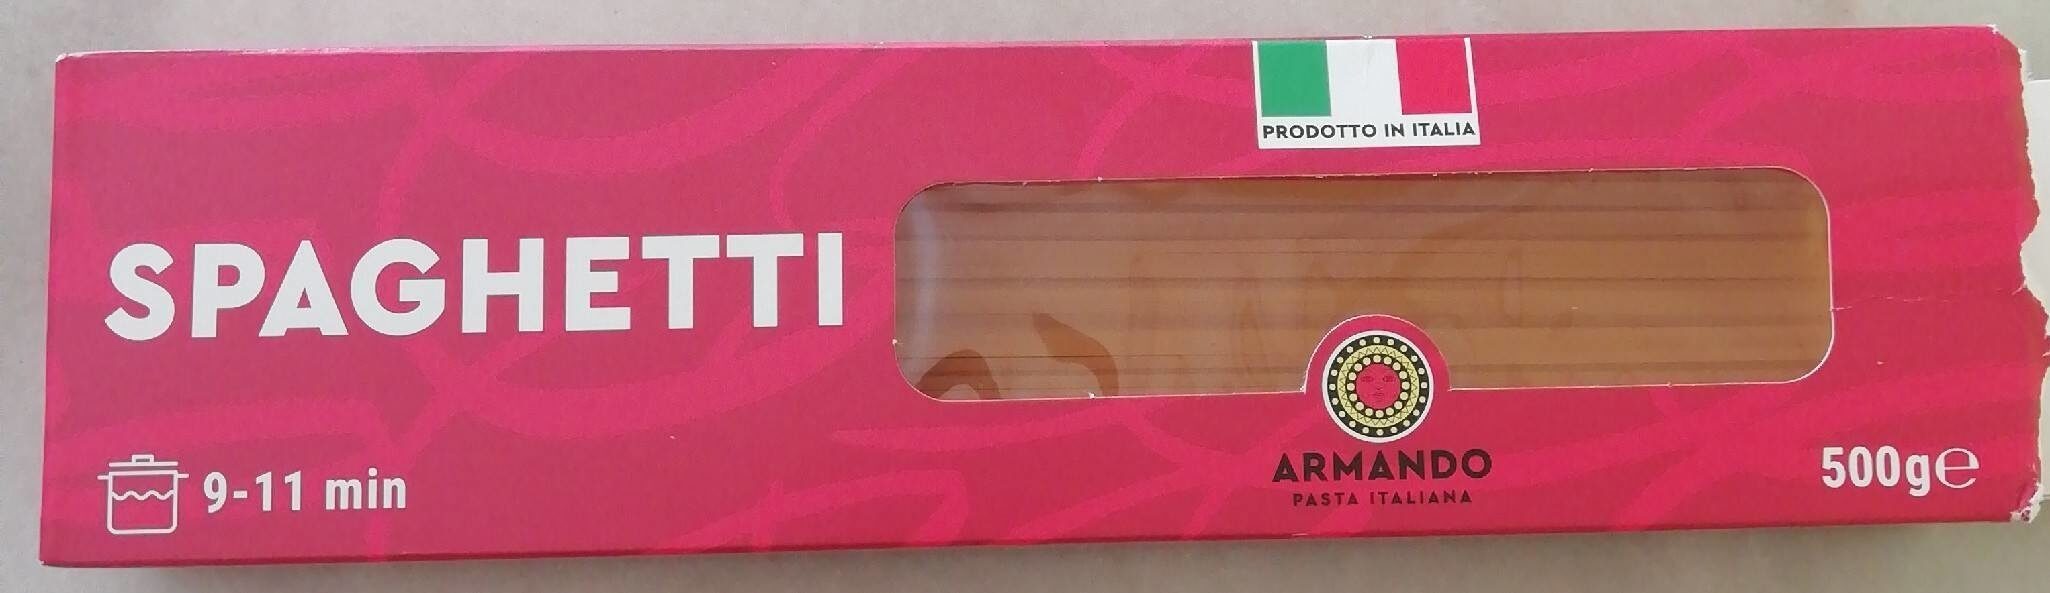 PRODOTTO IN ITALIA
SPAGHETTI
9-11 min
ARMANDO
PASTA ITALIANA
500g℮